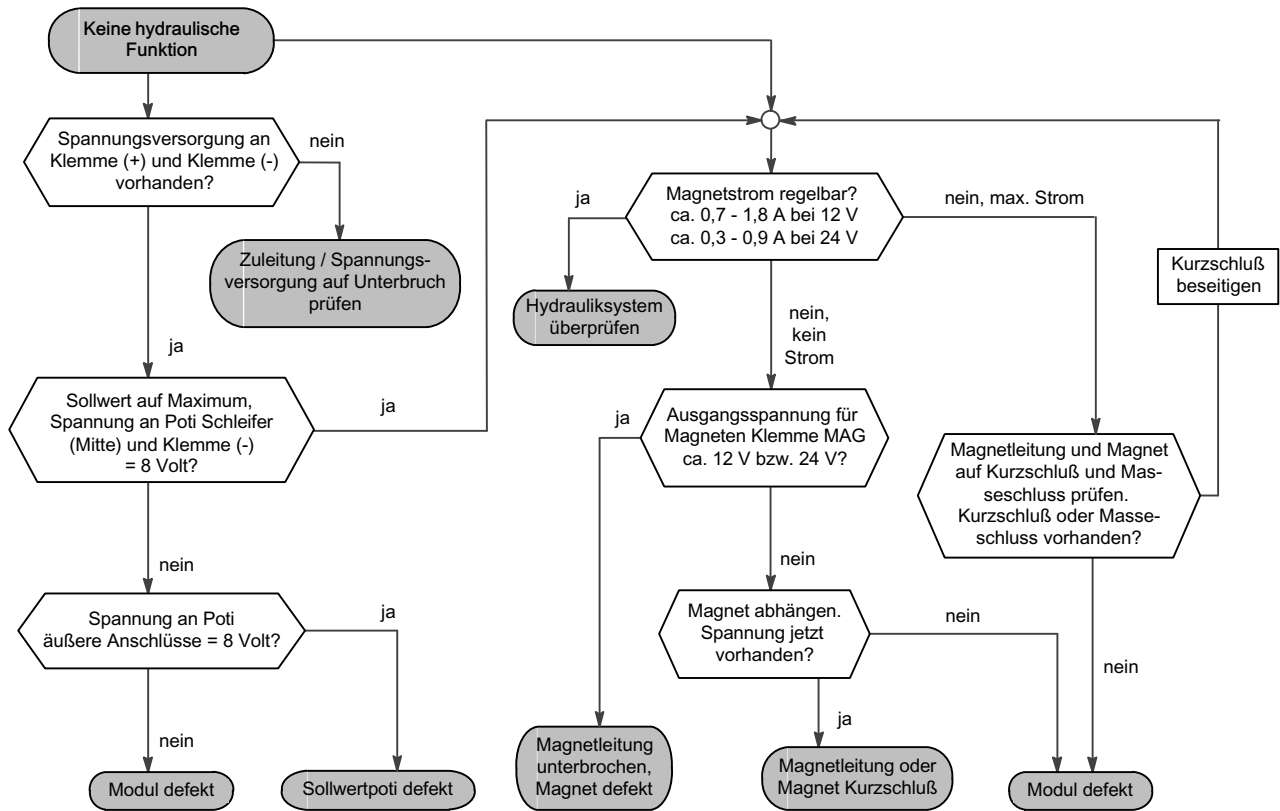 Keine hydraulische
Funktion
Spannungsversorgung an
Klemme (+) und Klemme (-)
vorhanden?
nein
Zuleitung / Spannungs-
versorgung auf Unterbruch
prüfen
ja
Sollwert auf Maximum,
Spannung an Poti Schleifer
(Mitte) und Klemme (-)
= 8 Volt?
ja
nein
Spannung an Poti
äußere Anschlüsse = 8 Volt?
ja
nein
Modul defekt
Sollwertpoti defekt
Magnetstrom regelbar?
ca. 0,7 - 1,8 A bei 12 V
ca. 0,3 - 0,9 A bei 24 V
ja
Hydrauliksystem
überprüfen
nein, max. Strom
nein,
kein
Strom
Ausgangsspannung für
Magneten Klemme MAG
ca. 12 V bzw. 24 V?
ja
Magnetleitung
unterbrochen,
Magnet defekt
nein
Magnet abhängen.
Spannung jetzt
vorhanden?
nein
ja
Magnetleitung oder
Magnet Kurzschluß
Magnetleitung und Magnet
auf Kurzschluß und Mas-
seschluss prüfen.
Kurzschluß oder Masse-
schluss vorhanden?
Kurzschluß
beseitigen
nein
Modul defekt